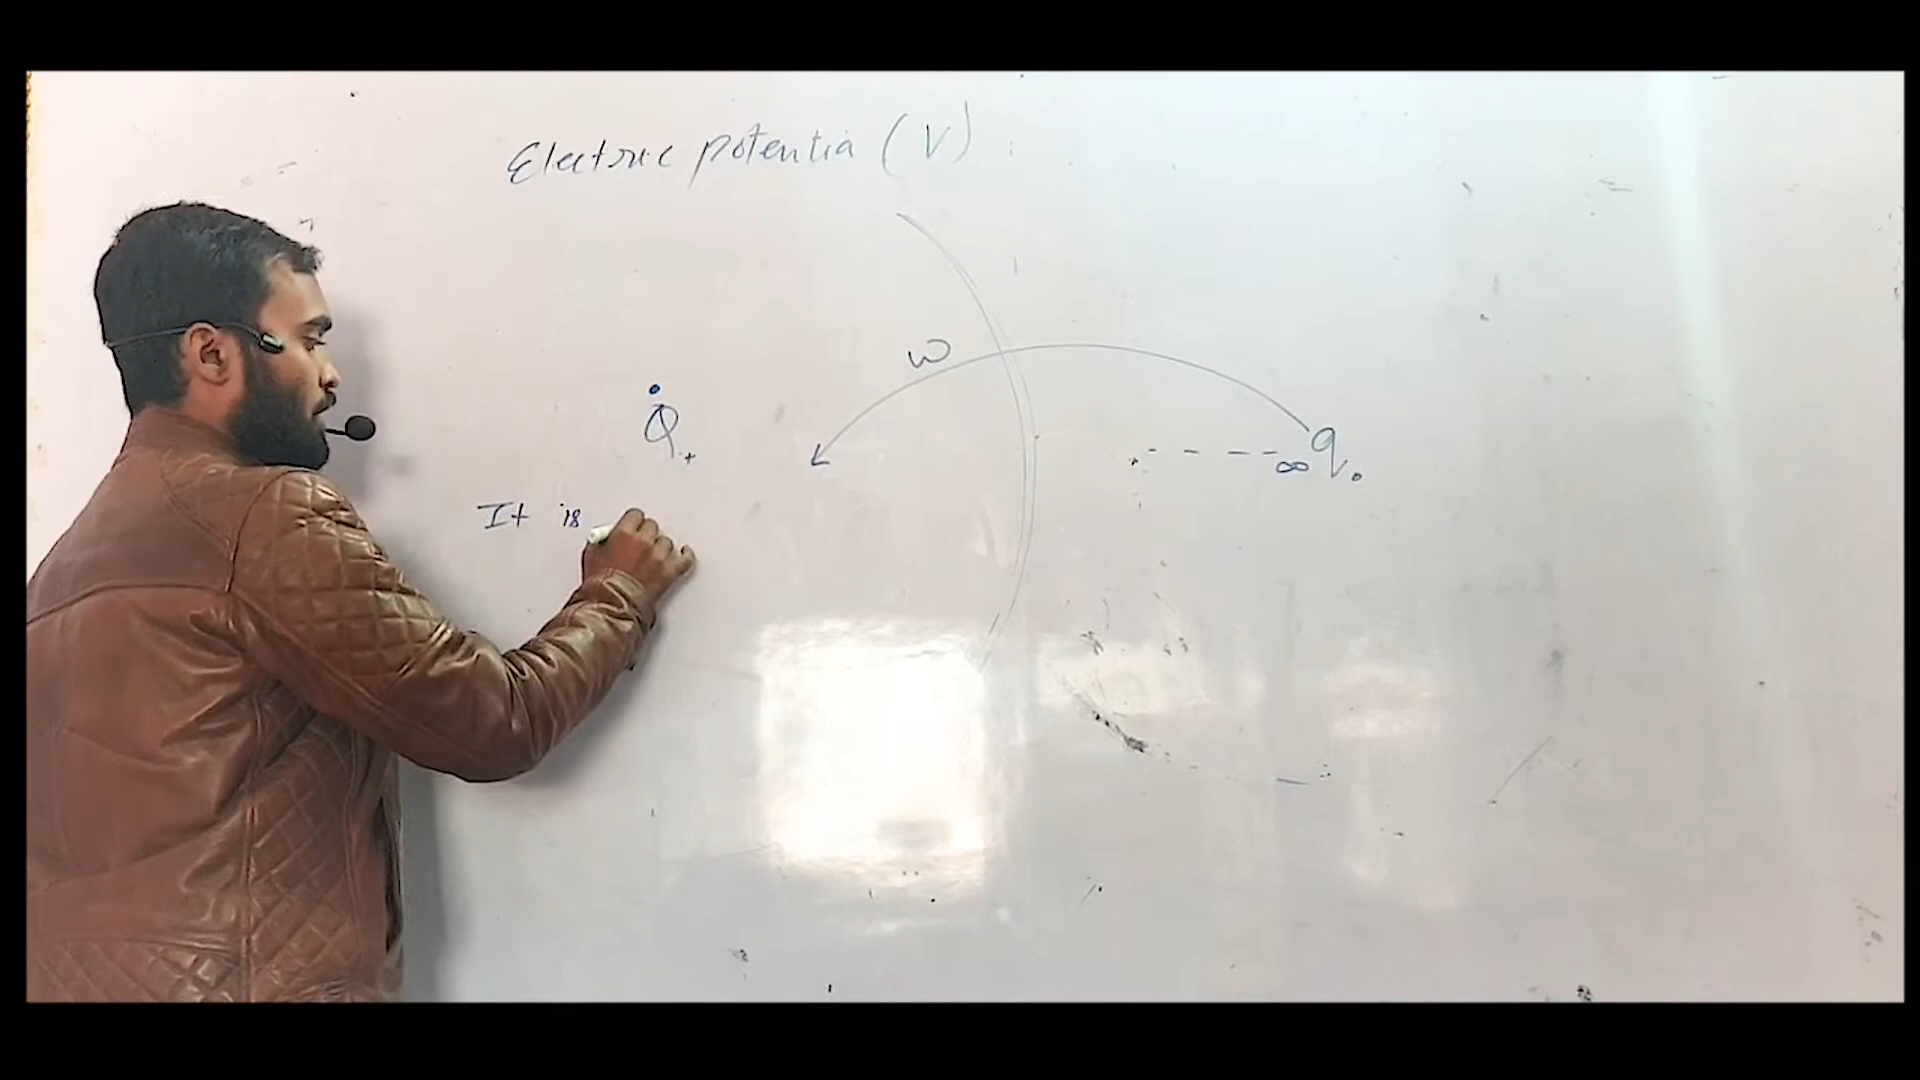 Electric potentia (V)
W
Q
+
∞ q₀
It is